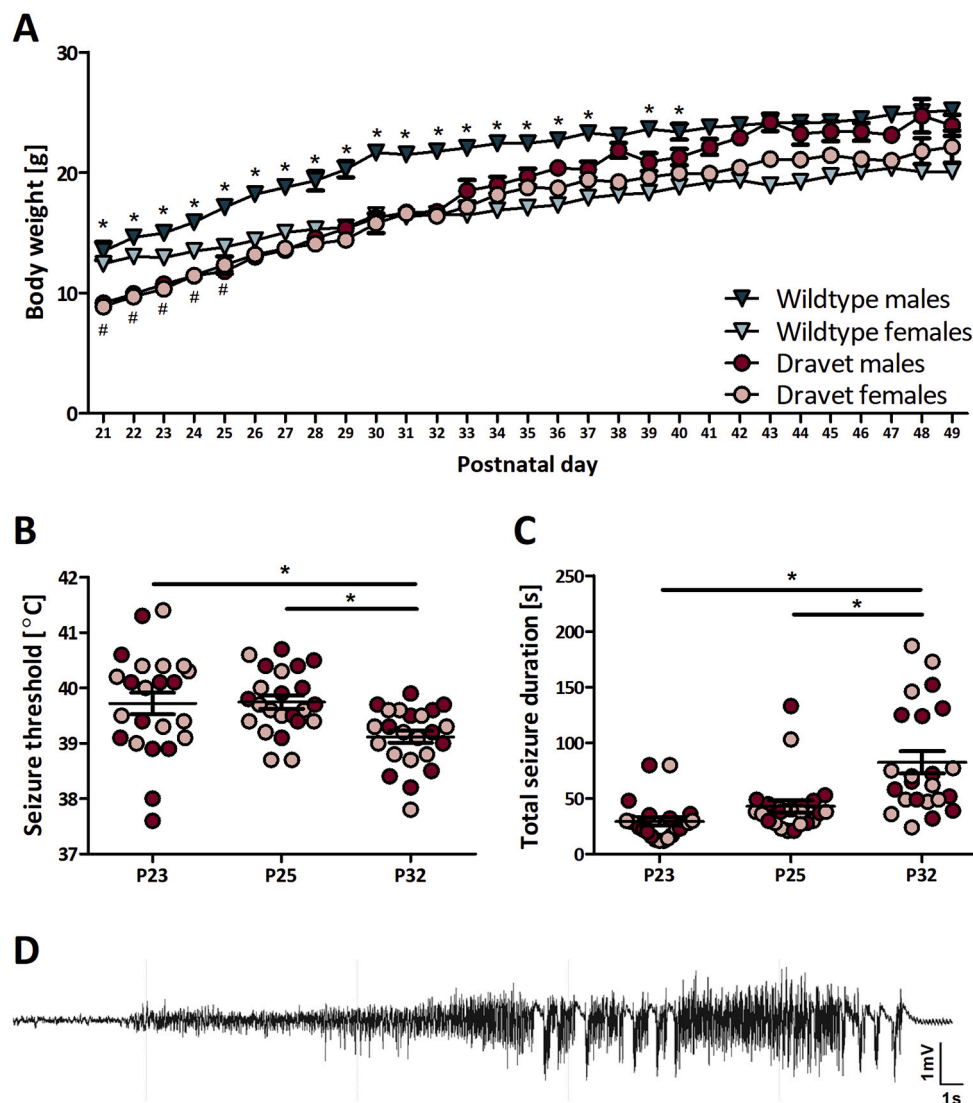 A
30
20
10
0
Body weight [g]
* * * * * * * * * * * * * * * * * * *
# # # # #
Wildtype males
Wildtype females
Dravet males
Dravet females
21 22 23 24 25 26 27 28 29 30 31 32 33 34 35 36 37 38 39 40 41 42 43 44 45 46 47 48 49
Postnatal day
B
Seizure threshold [°C]
42
41
40
39
38
37
*
*
P23 P25 P32
C
Total seizure duration [s]
250
200
150
100
50
0
*
*
P23 P25 P32
D
1mV
1s